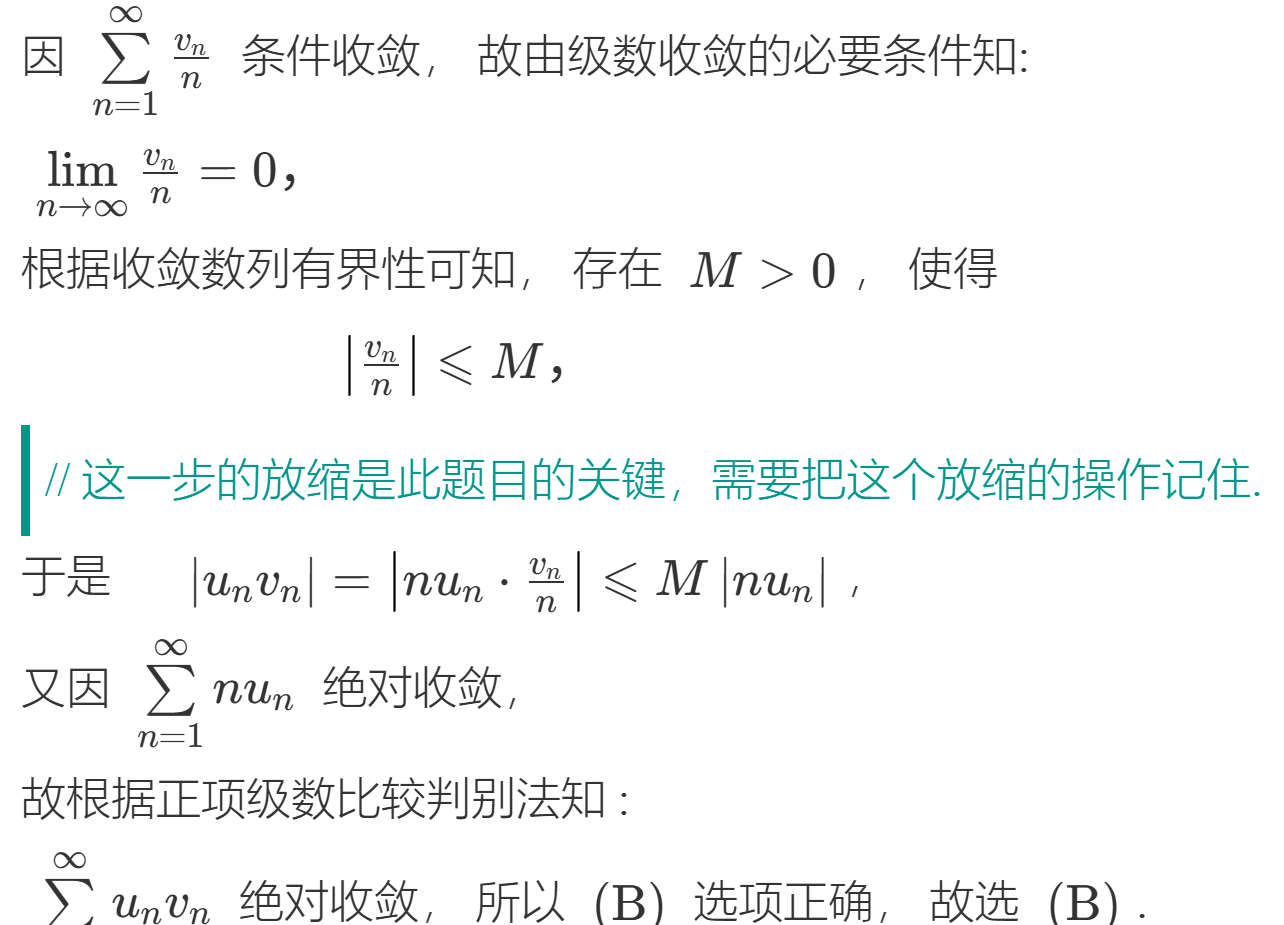 因 $\sum_{n=1}^{\infty} \frac{v_n}{n}$ 条件收敛， 故由级数收敛的必要条件知:
$\lim_{n \to \infty} \frac{v_n}{n} = 0$，
根据收敛数列有界性可知， 存在 $M > 0$ ， 使得
$\left| \frac{v_n}{n} \right| \leqslant M$，
// 这一步的放缩是此题目的关键，需要把这个放缩的操作记住.
于是 $|u_n v_n| = \left| n u_n \cdot \frac{v_n}{n} \right| \leqslant M |n u_n|$ ，
又因 $\sum_{n=1}^{\infty} n u_n$ 绝对收敛，
故根据正项级数比较判别法知 :
$\sum^{\infty} u_n v_n$ 绝对收敛， 所以 (B) 选项正确， 故选 (B) .